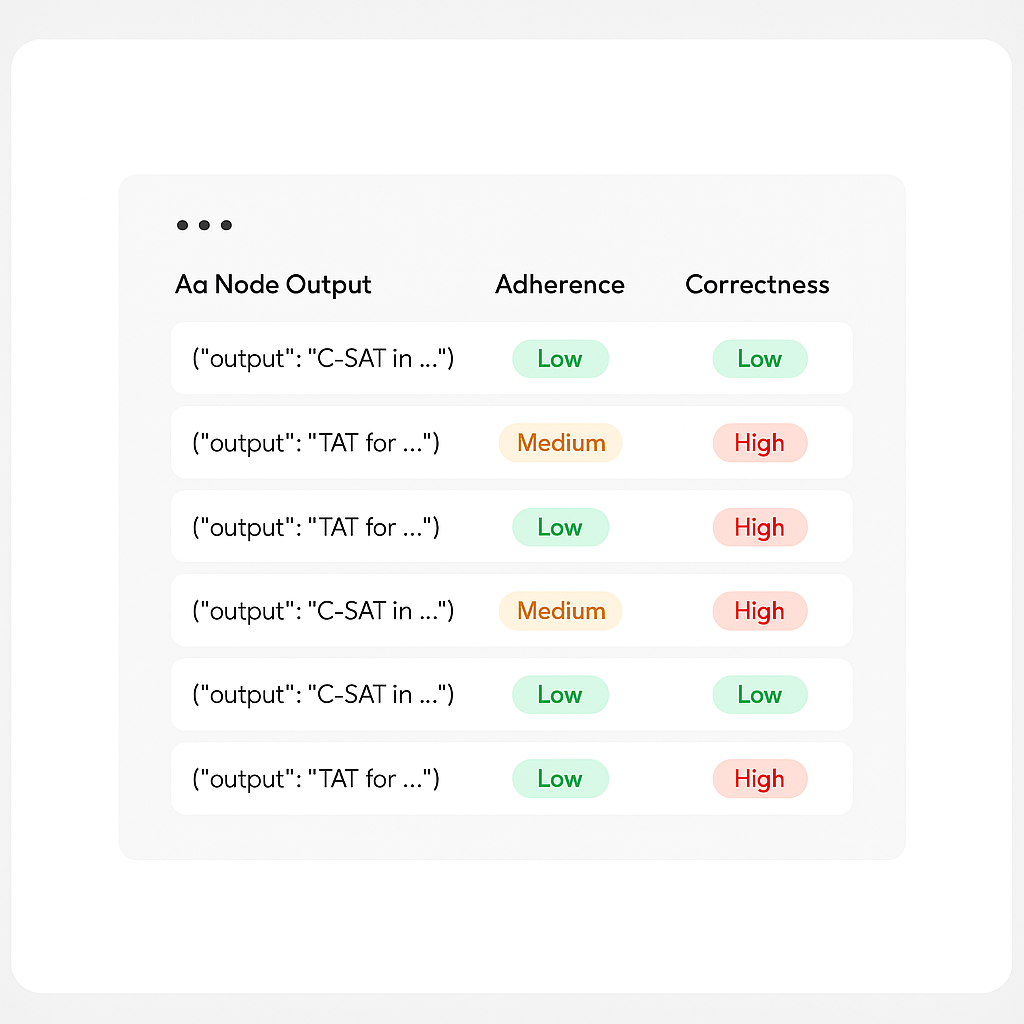 Aa Node Output Adherence Correctness
("output": "C-SAT in ...") Low Low
("output": "TAT for ...") Medium High
("output": "TAT for ...") Low High
("output": "C-SAT in ...") Medium High
("output": "C-SAT in ...") Low Low
("output": "TAT for ...") Low High